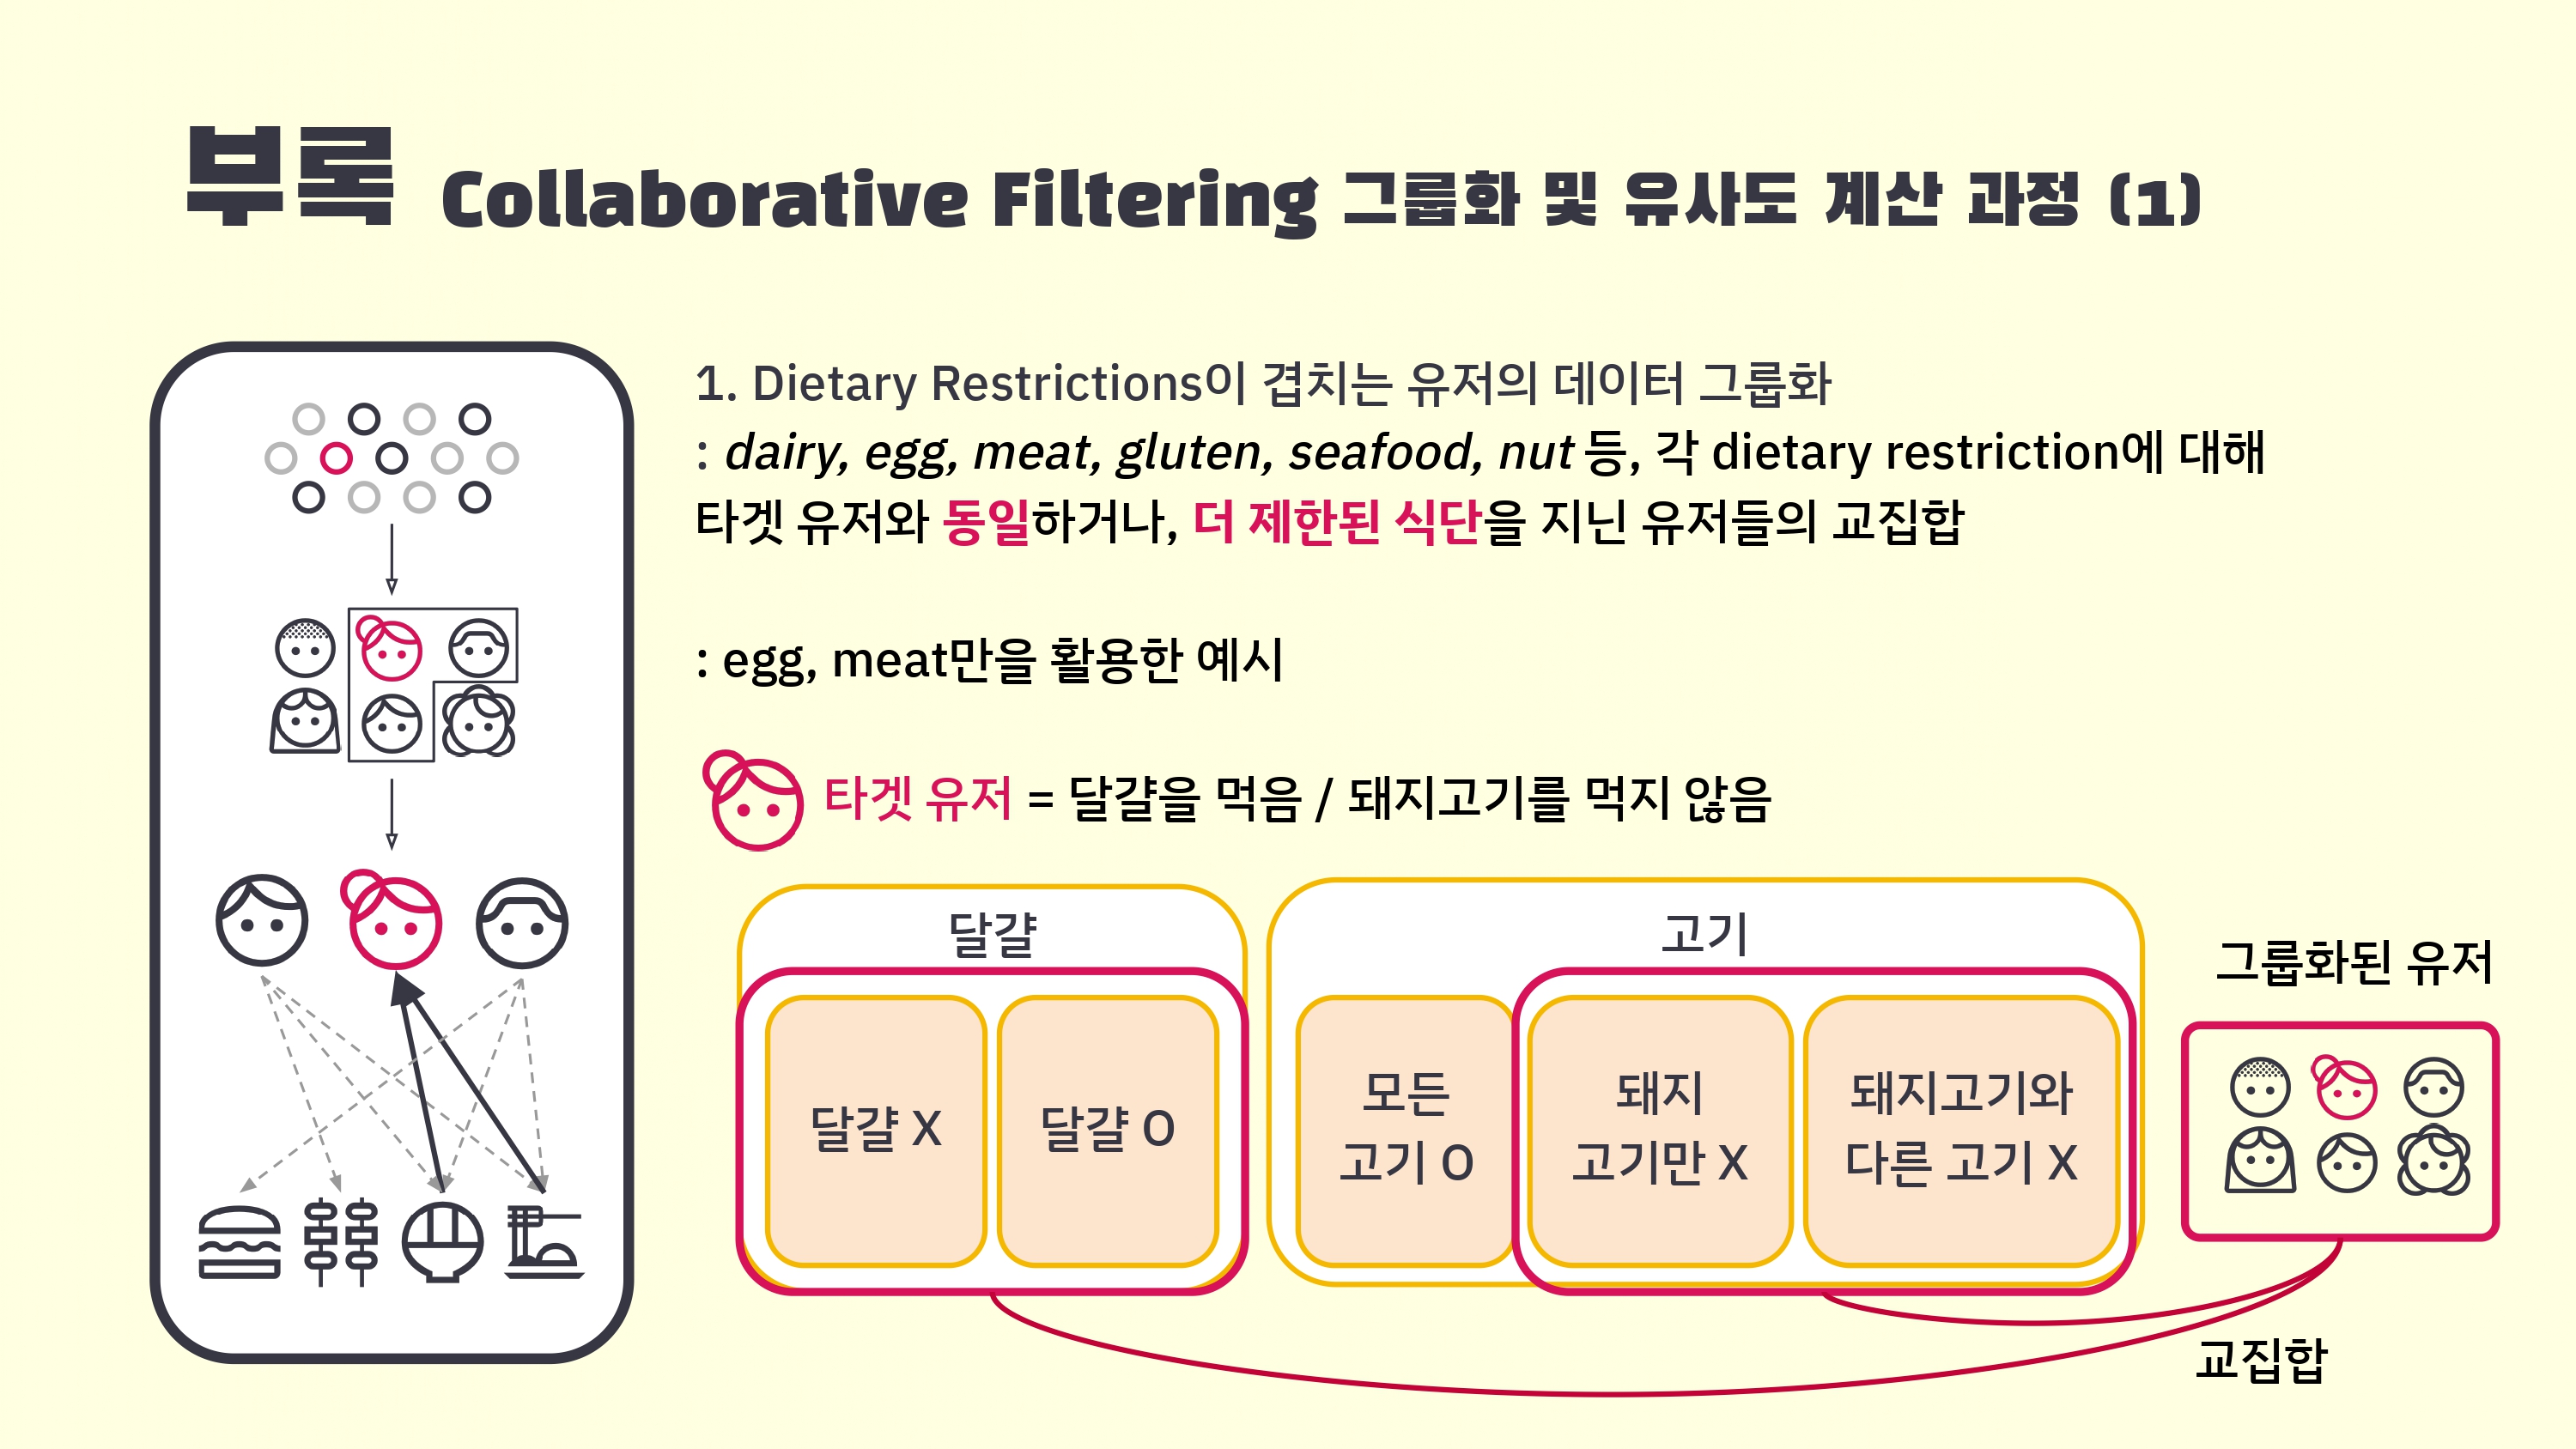 부록 Collaborative Filtering 그룹화 및 유사도 계산 과정 (1)
1. Dietary Restrictions이 겹치는 유저의 데이터 그룹화
: dairy, egg, meat, gluten, seafood, nut 등, 각 dietary restriction에 대해
타겟 유저와 동일하거나, 더 제한된 식단을 지닌 유저들의 교집합
: egg, meat만을 활용한 예시
타겟 유저 = 달걀을 먹음 / 돼지고기를 먹지 않음
달걀
달걀 X
달걀 O
고기
모든
고기 O
돼지
고기만 X
돼지고기와
다른 고기 X
그룹화된 유저
교집합